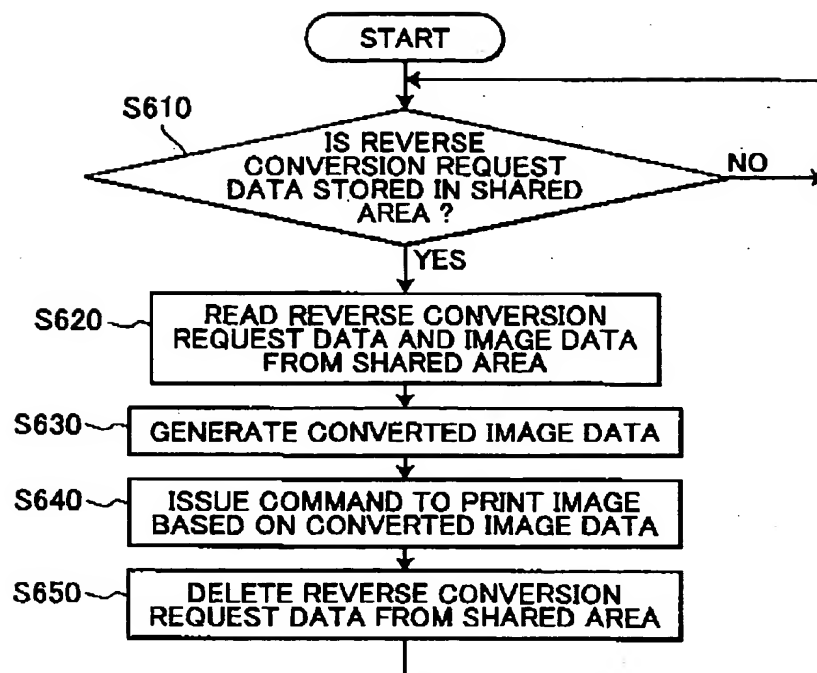 START
S610
IS REVERSE
CONVERSION REQUEST
DATA STORED IN SHARED
AREA ?
NO
YES
S620
READ REVERSE CONVERSION
REQUEST DATA AND IMAGE DATA
FROM SHARED AREA
S630
GENERATE CONVERTED IMAGE DATA
S640
ISSUE COMMAND TO PRINT IMAGE
BASED ON CONVERTED IMAGE DATA
S650
DELETE REVERSE CONVERSION
REQUEST DATA FROM SHARED AREA